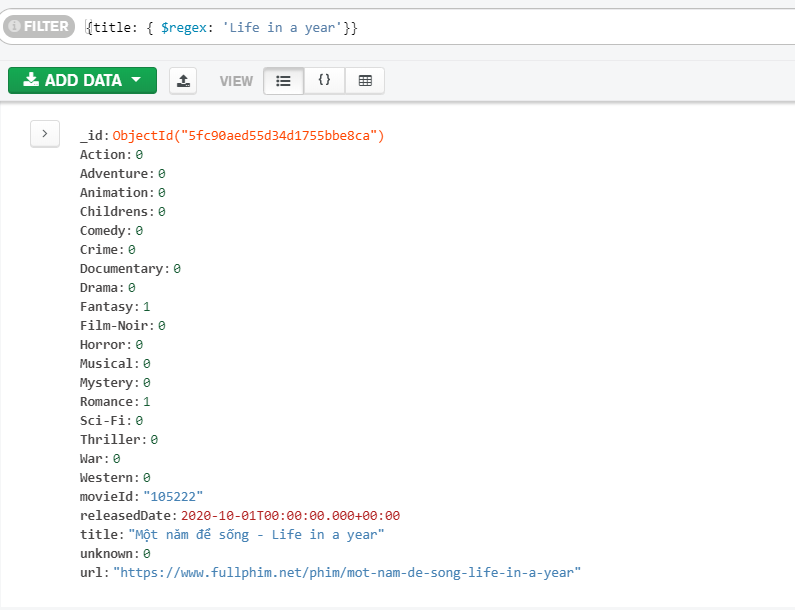 FILTER {title: { $regex: 'Life in a year'}}
ADD DATA VIEW {}
_id: ObjectId("5fc90aed55d34d1755bbe8ca")
Action: 0
Adventure: 0
Animation: 0
Childrens: 0
Comedy: 0
Crime: 0
Documentary: 0
Drama: 0
Fantasy: 1
Film-Noir: 0
Horror: 0
Musical: 0
Mystery: 0
Romance: 1
Sci-Fi: 0
Thriller: 0
War: 0
Western: 0
movieId: "105222"
releasedDate: 2020-10-01T00:00:00.000+00:00
title: "Một năm để sống - Life in a year"
unknown: 0
url: "https://www.fullphim.net/phim/mot-nam-de-song-life-in-a-year"